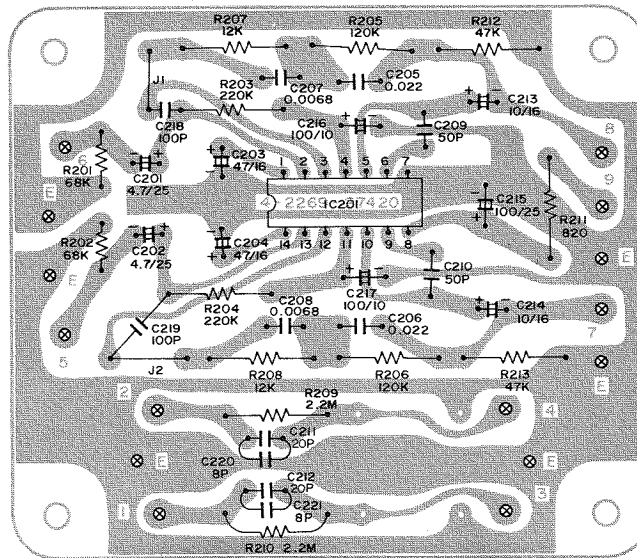 R207
12K
R205
120K
R212
47K
J1
C207
0.0068
C205
0.022
R203
220K
C218
100P
C216
100/10
C209
50P
C213
10/16
8
6
R201
68K
C201
4.7/25
C203
47/16
1 2 3 4 5 6 7
9
E
4-2269 IC201 7420
C215
100/25
R211
820
R202
68K
C202
4.7/25
C204
47/16
14 13 12 11 10 9 8
E
E
C217
100/10
C210
50P
R204
220K
C208
0.0068
C206
0.022
C214
10/16
C219
100P
5
7
J2
R208
12K
R206
120K
R213
47K
E
2
R209
2.2M
4
C211
20P
C220
8P
E
E
C212
20P
C221
8P
1
3
R210 2.2M